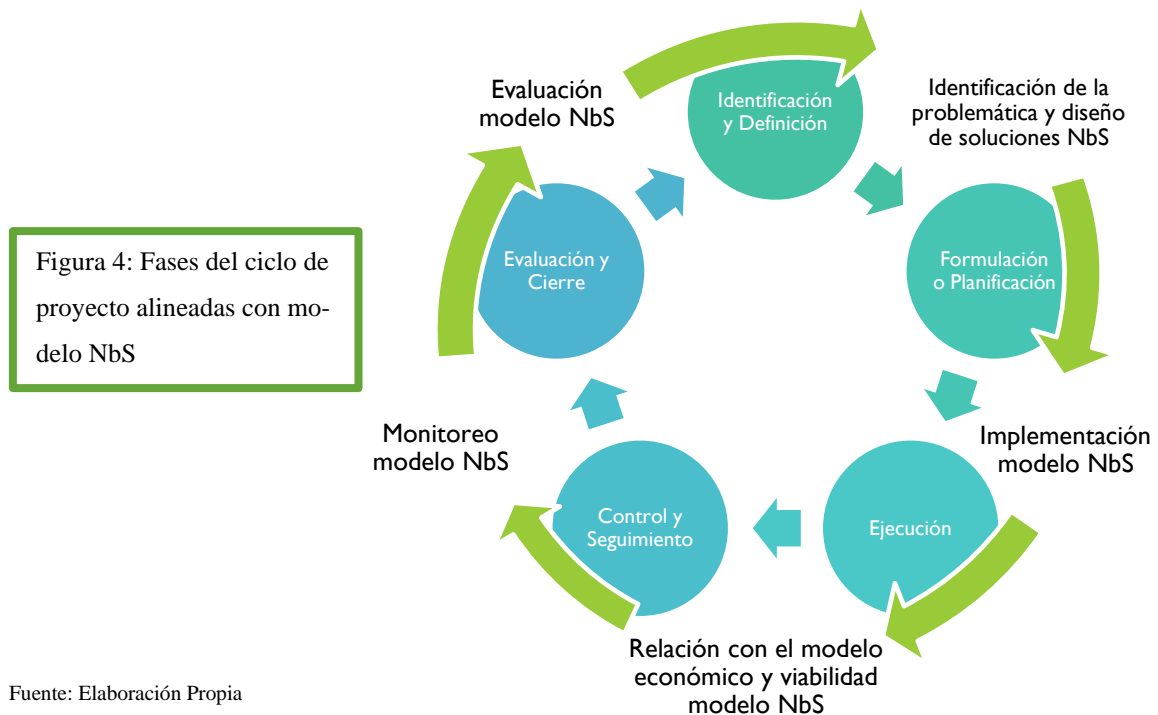 Figura 4: Fases del ciclo de
proyecto alineadas con mo-
delo NbS
Identificación
y Definición
Identificación de la
problemática y diseño
de soluciones NbS
Formulación
o Planificación
Implementación
modelo NbS
Ejecución
Relación con el modelo
económico y viabilidad
modelo NbS
Control y
Seguimiento
Monitoreo
modelo NbS
Evaluación y
Cierre
Evaluación
modelo NbS
Fuente: Elaboración Propia